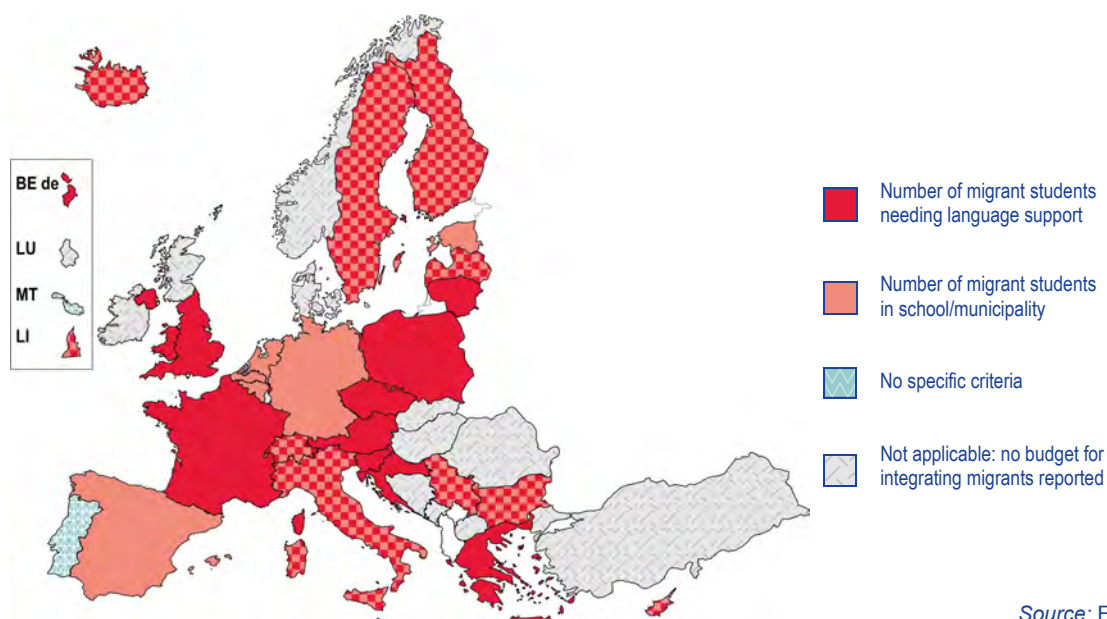 BE de
LU
MT
LI
Number of migrant students
needing language support
Number of migrant students
in school/municipality
No specific criteria
Not applicable: no budget for
integrating migrants reported
Source: E